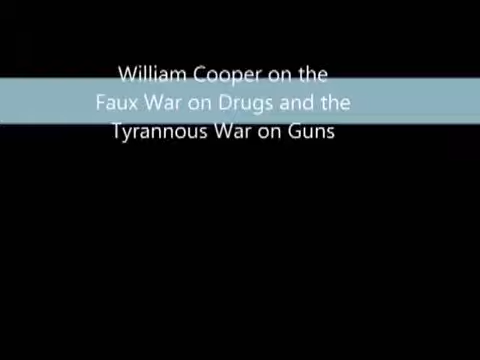 William Cooper on the
Faux War on Drugs and the
Tyrannous War on Guns